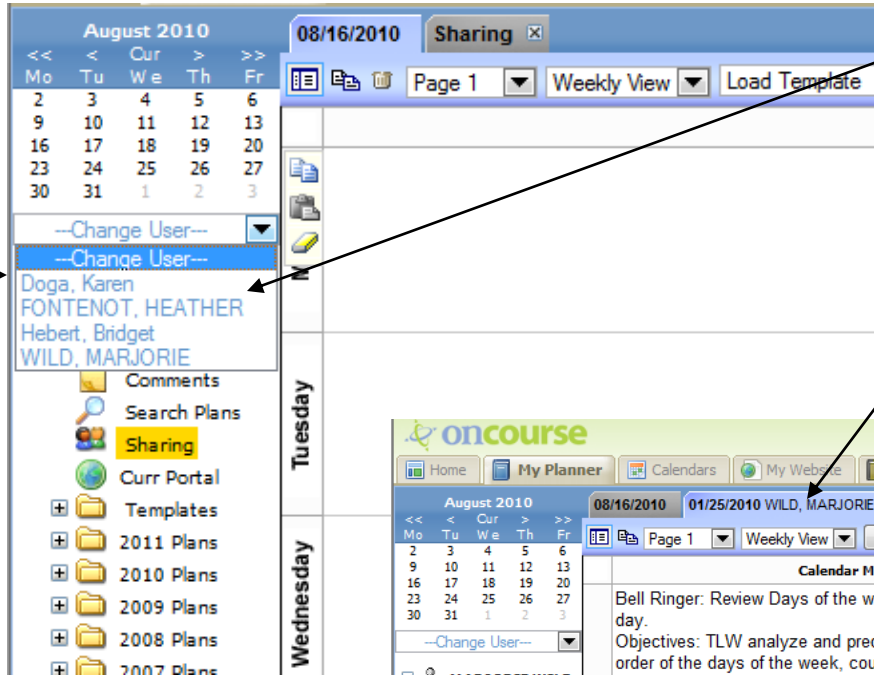 August 2010
<< < Cur > >>
Mo Tu We Th Fr
2 3 4 5 6
9 10 11 12 13
16 17 18 19 20
23 24 25 26 27
30 31 1 2 3
---Change User---
---Change User---
Doga, Karen
FONTENOT, HEATHER
Hebert, Bridget
WILD, MARJORIE
Comments
Search Plans
Sharing
Curr Portal
Templates
2011 Plans
2010 Plans
2009 Plans
2008 Plans
2007 Plans
08/16/2010 Sharing
Page 1 Weekly View Load Template
Tuesday
Wednesday
oncourse
Home My Planner Calendars My Website
August 2010
<< < Cur > >>
Mo Tu We Th Fr
2 3 4 5 6
9 10 11 12 13
16 17 18 19 20
23 24 25 26 27
30 31 1 2 3
---Change User---
08/16/2010 01/25/2010 WILD, MARJORIE
Page 1 Weekly View
Calendar M
Bell Ringer: Review Days of the w
day.
Objectives: TLW analyze and pred
order of the days of the week, cou